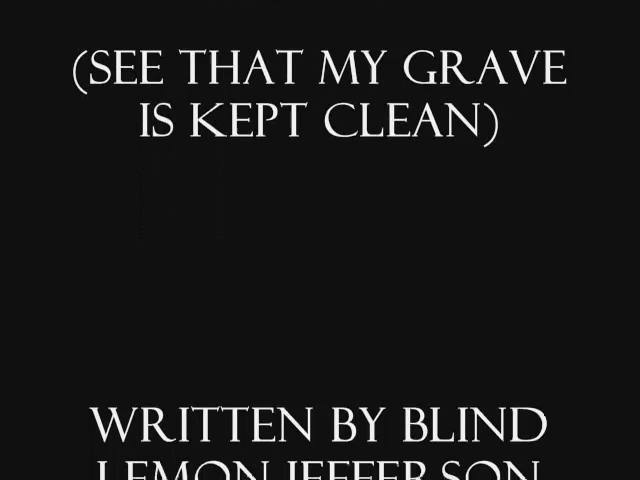 (SEE THAT MY GRAVE
IS KEPT CLEAN)
WRITTEN BY BLIND
LEMON JEFFERSON